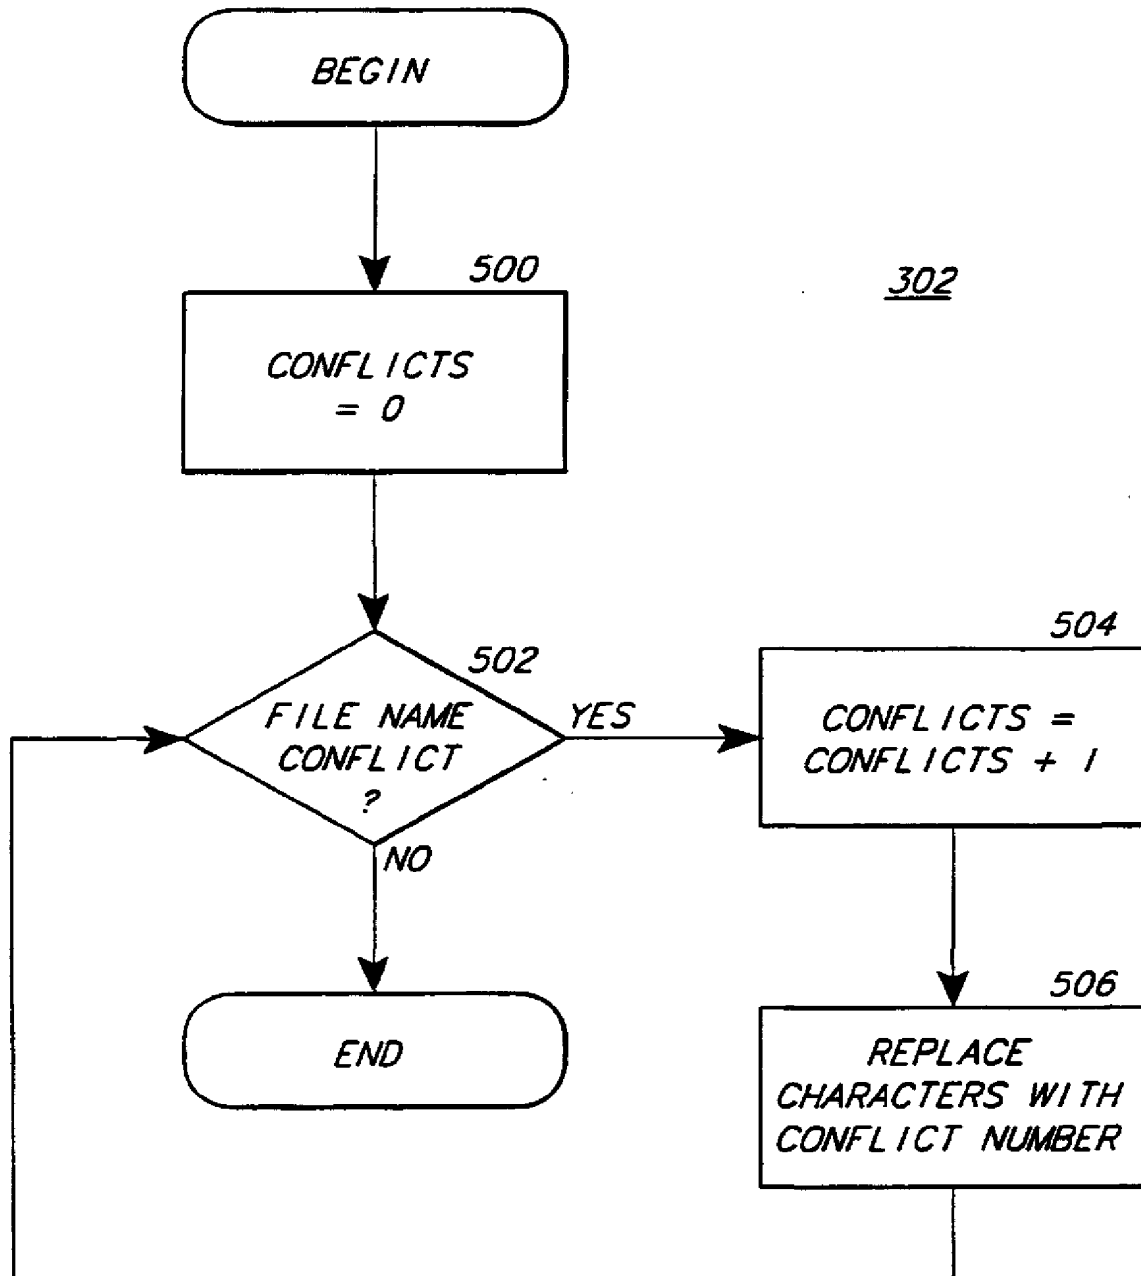 BEGIN
500
302
CONFLICTS
= 0
502
FILE NAME
CONFLICT
?
YES
NO
504
CONFLICTS =
CONFLICTS + 1
END
506
REPLACE
CHARACTERS WITH
CONFLICT NUMBER